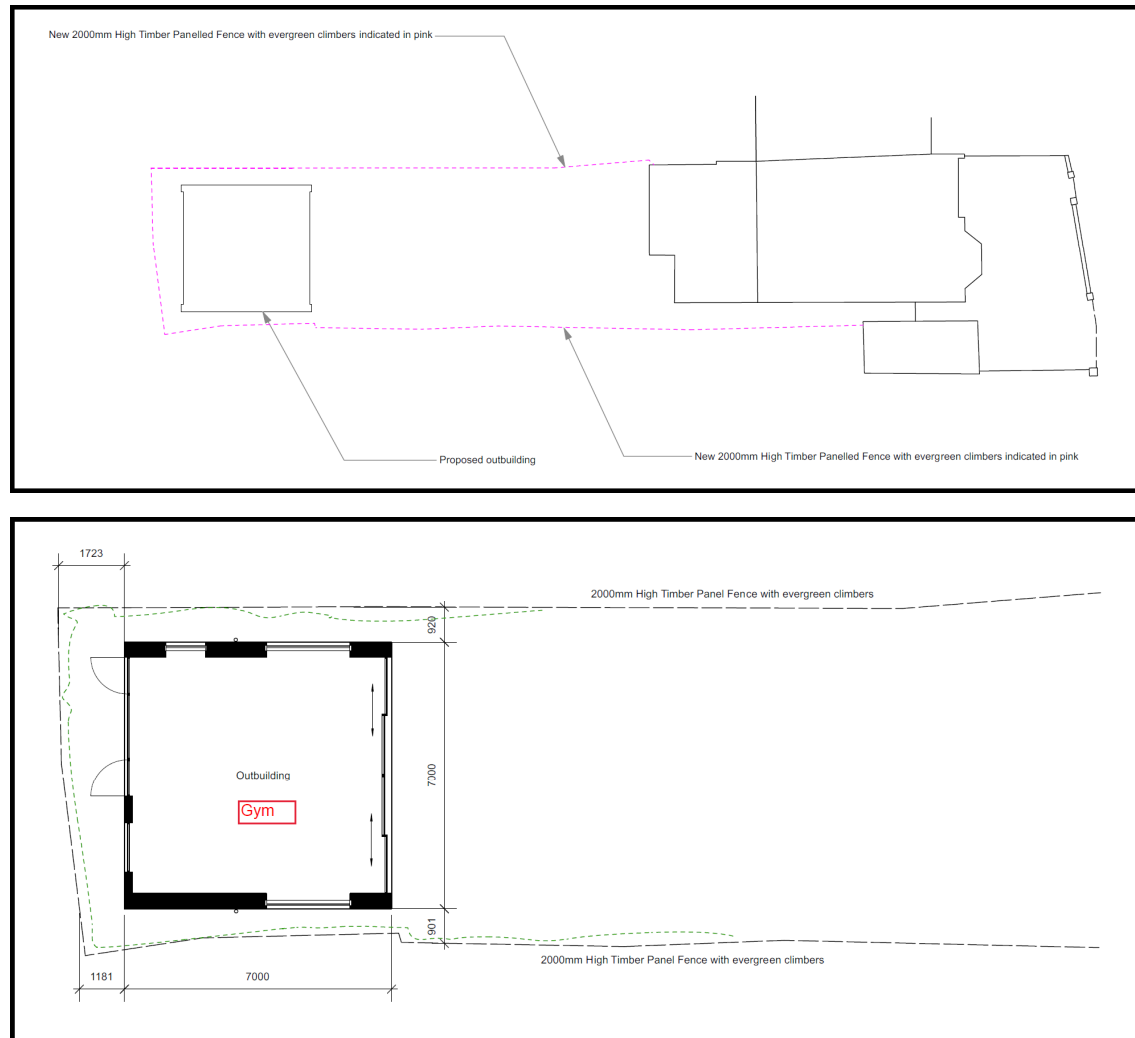 New 2000mm High Timber Panelled Fence with evergreen climbers indicated in pink
Proposed outbuilding
New 2000mm High Timber Panelled Fence with evergreen climbers indicated in pink
1723
2000mm High Timber Panel Fence with evergreen climbers
920
7000
Outbuilding
Gym
901
2000mm High Timber Panel Fence with evergreen climbers
1181
7000